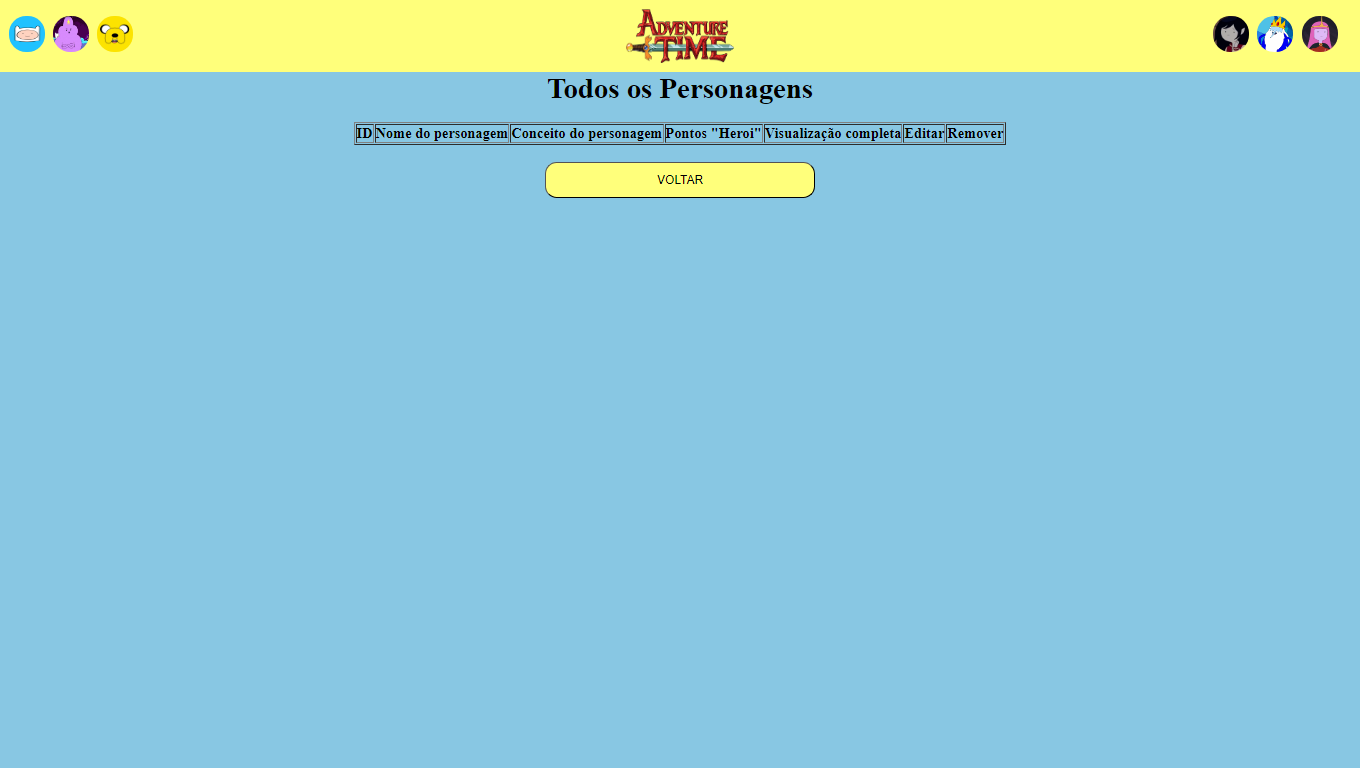 ADVENTURE
TIME
Todos os Personagens
ID Nome do personagem Conceito do personagem Pontos "Heroi" Visualização completa Editar Remover
VOLTAR